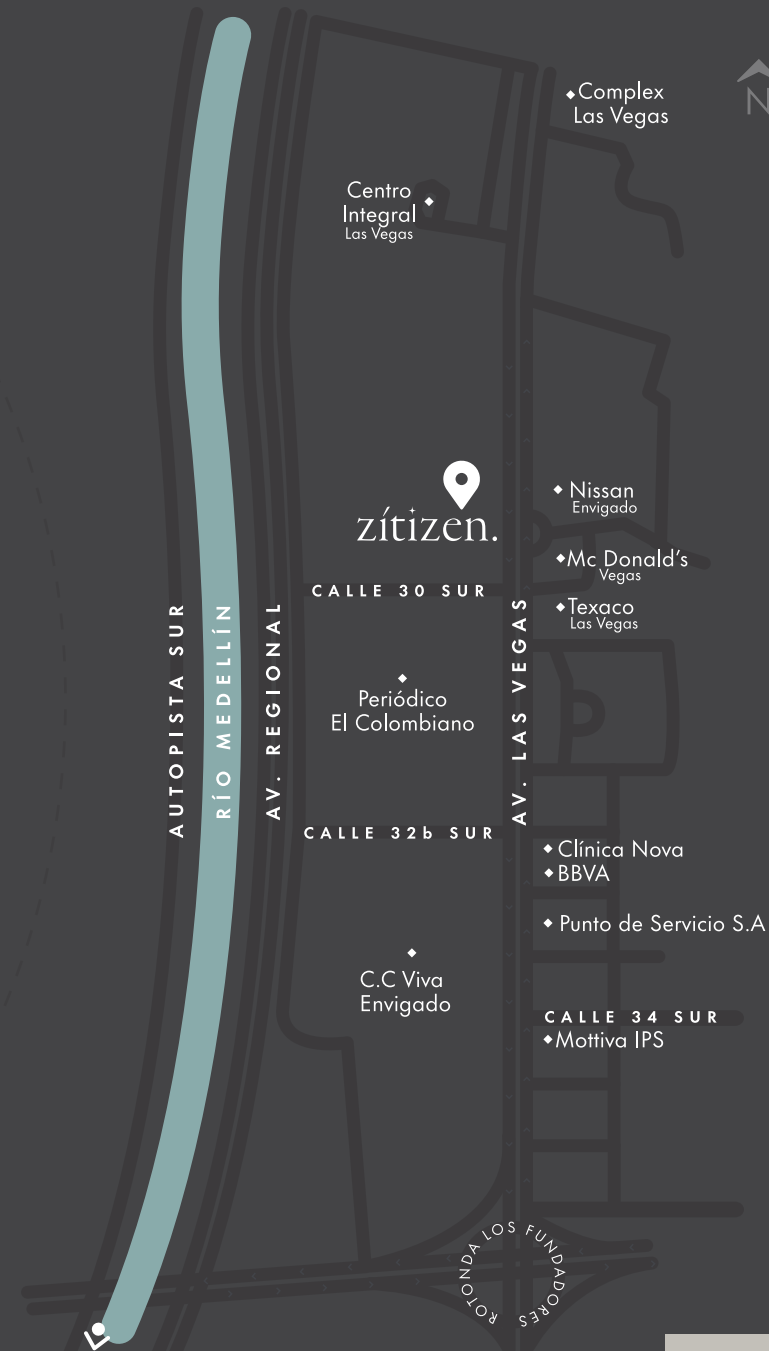 Complex
Las Vegas
N
Centro
Integral
Las Vegas
Nissan
Envigado
zítizen.
Mc Donald's
Vegas
CALLE 30 SUR
Texaco
Las Vegas
AUTOPISTA SUR
RÍO MEDELLÍN
AV. REGIONAL
AV. LAS VEGAS
Periódico
El Colombiano
CALLE 32b SUR
Clínica Nova
BBVA
Punto de Servicio S.A
C.C Viva
Envigado
CALLE 34 SUR
Mottiva IPS
ROTONDA LOS FUNDADORES